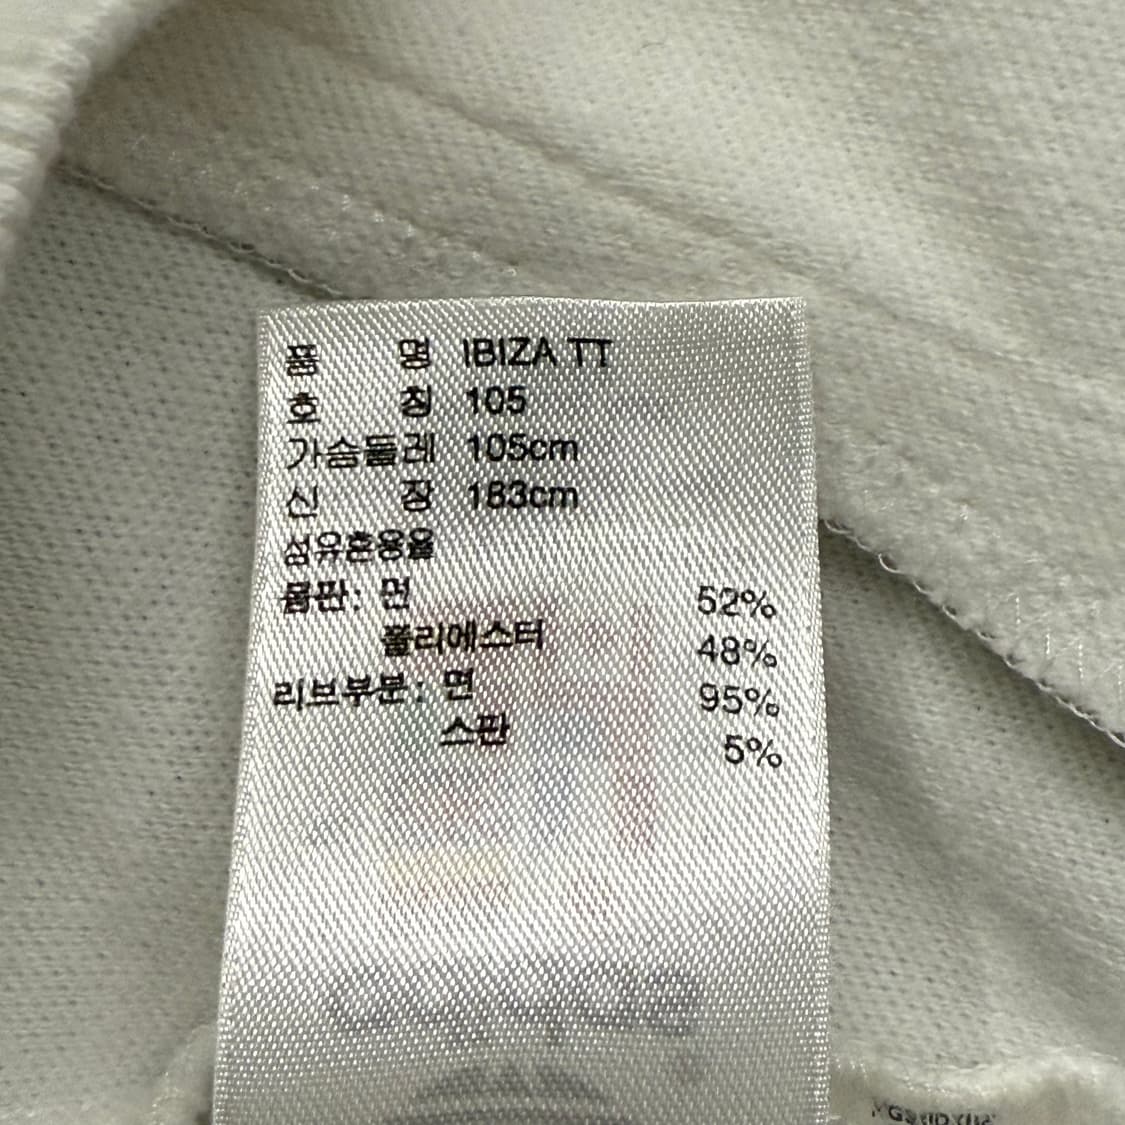 품 명 IBIZA TT
호 칭 105
가슴둘레 105cm
신 장 183cm
섬유혼용율
몸판: 면 52%
폴리에스터 48%
리브부분: 면 95%
스판 5%